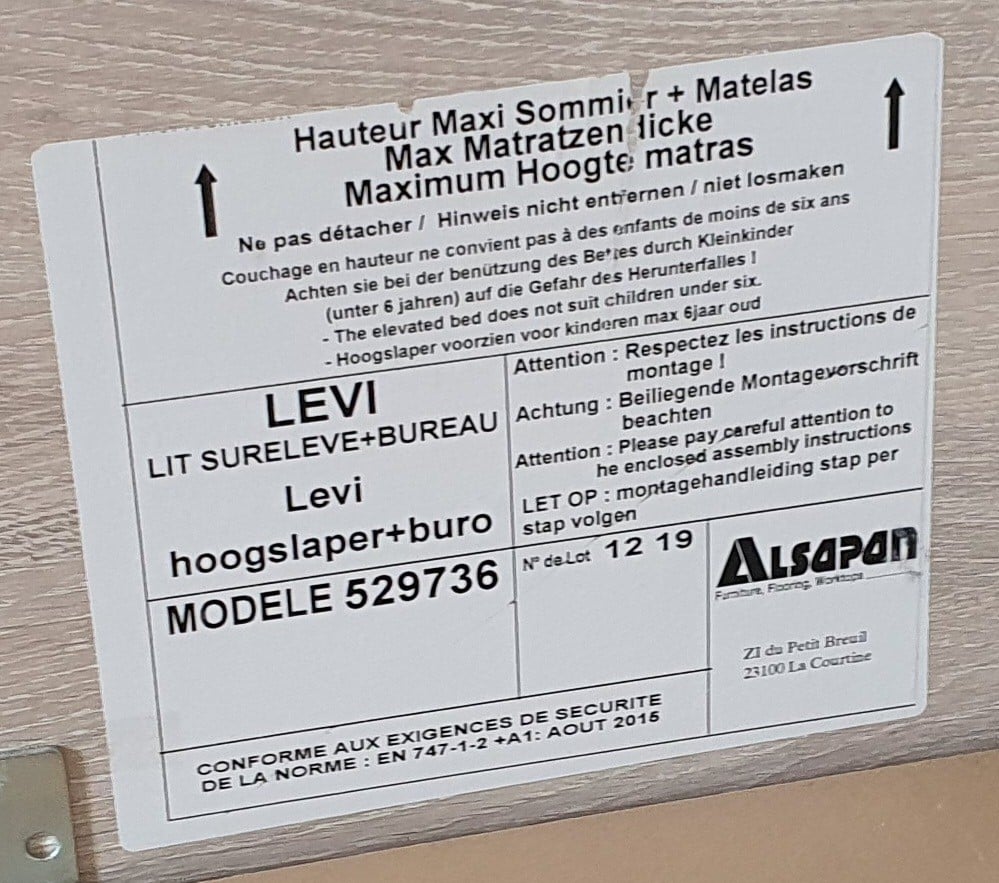 Hauteur Maxi Sommier + Matelas
Max Matratzendicke
Maximum Hoogte matras
Ne pas détacher / Hinweis nicht entfernen / niet losmaken
Couchage en hauteur ne convient pas à des enfants de moins de six ans
Achten sie bei der benützung des Bettes durch Kleinkinder
(unter 6 jahren) auf die Gefahr des Herunterfalles !
- The elevated bed does not suit children under six.
- Hoogslaper voorzien voor kinderen max 6jaar oud
LEVI
LIT SURELEVE+BUREAU
Levi
hoogslaper+buro
MODELE 529736
Attention : Respectez les instructions de
montage !
Achtung : Beiliegende Montagevorschrift
beachten
Attention : Please pay careful attention to
he enclosed assembly instructions
LET OP : montagehandleiding stap per
stap volgen
N° de Lot 12 19
ALSAPAN
Furniture, Flooring, Worktops
ZI du Petit Breuil
23100 La Courtine
CONFORME AUX EXIGENCES DE SECURITE
DE LA NORME : EN 747-1-2 +A1: AOUT 2015